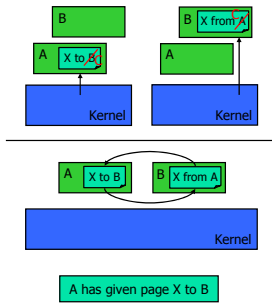 B
A
X to B
Kernel
B
X from A
A
Kernel
A
X to B
B
X from A
Kernel
A has given page X to B